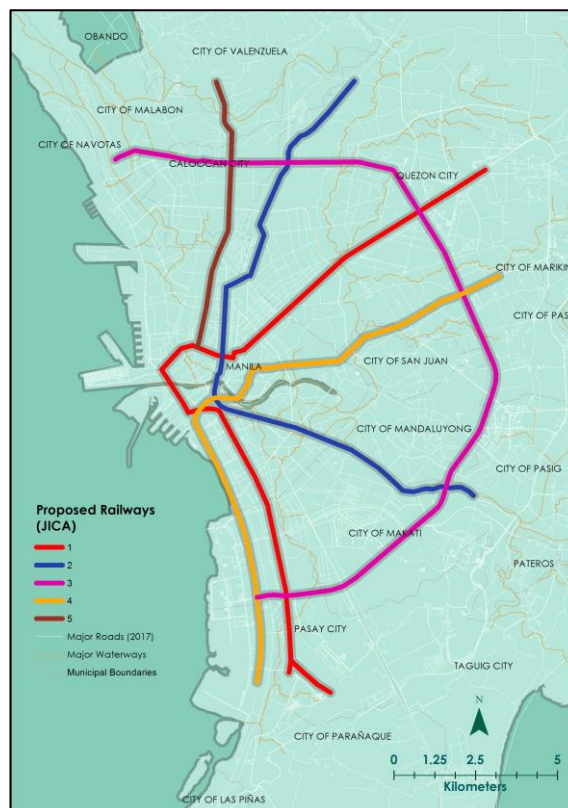 OBANDO
CITY OF VALENZUELA
CITY OF MALABON
CITY OF NAVOTAS
CALOOCAN CITY
QUEZON CITY
CITY OF MARIKIN
CITY OF PAS
CITY OF SAN JUAN
MANILA
CITY OF MANDALUYONG
CITY OF PASIG
CITY OF MAKATI
PATEROS
PASAY CITY
TAGUIG CITY
CITY OF PARAÑAQUE
CITY OF LAS PIÑAS
Proposed Railways
(JICA)
1
2
3
4
5
Major Roads (2017)
Major Waterways
Municipal Boundaries
N
0 1.25 2.5 5
Kilometers